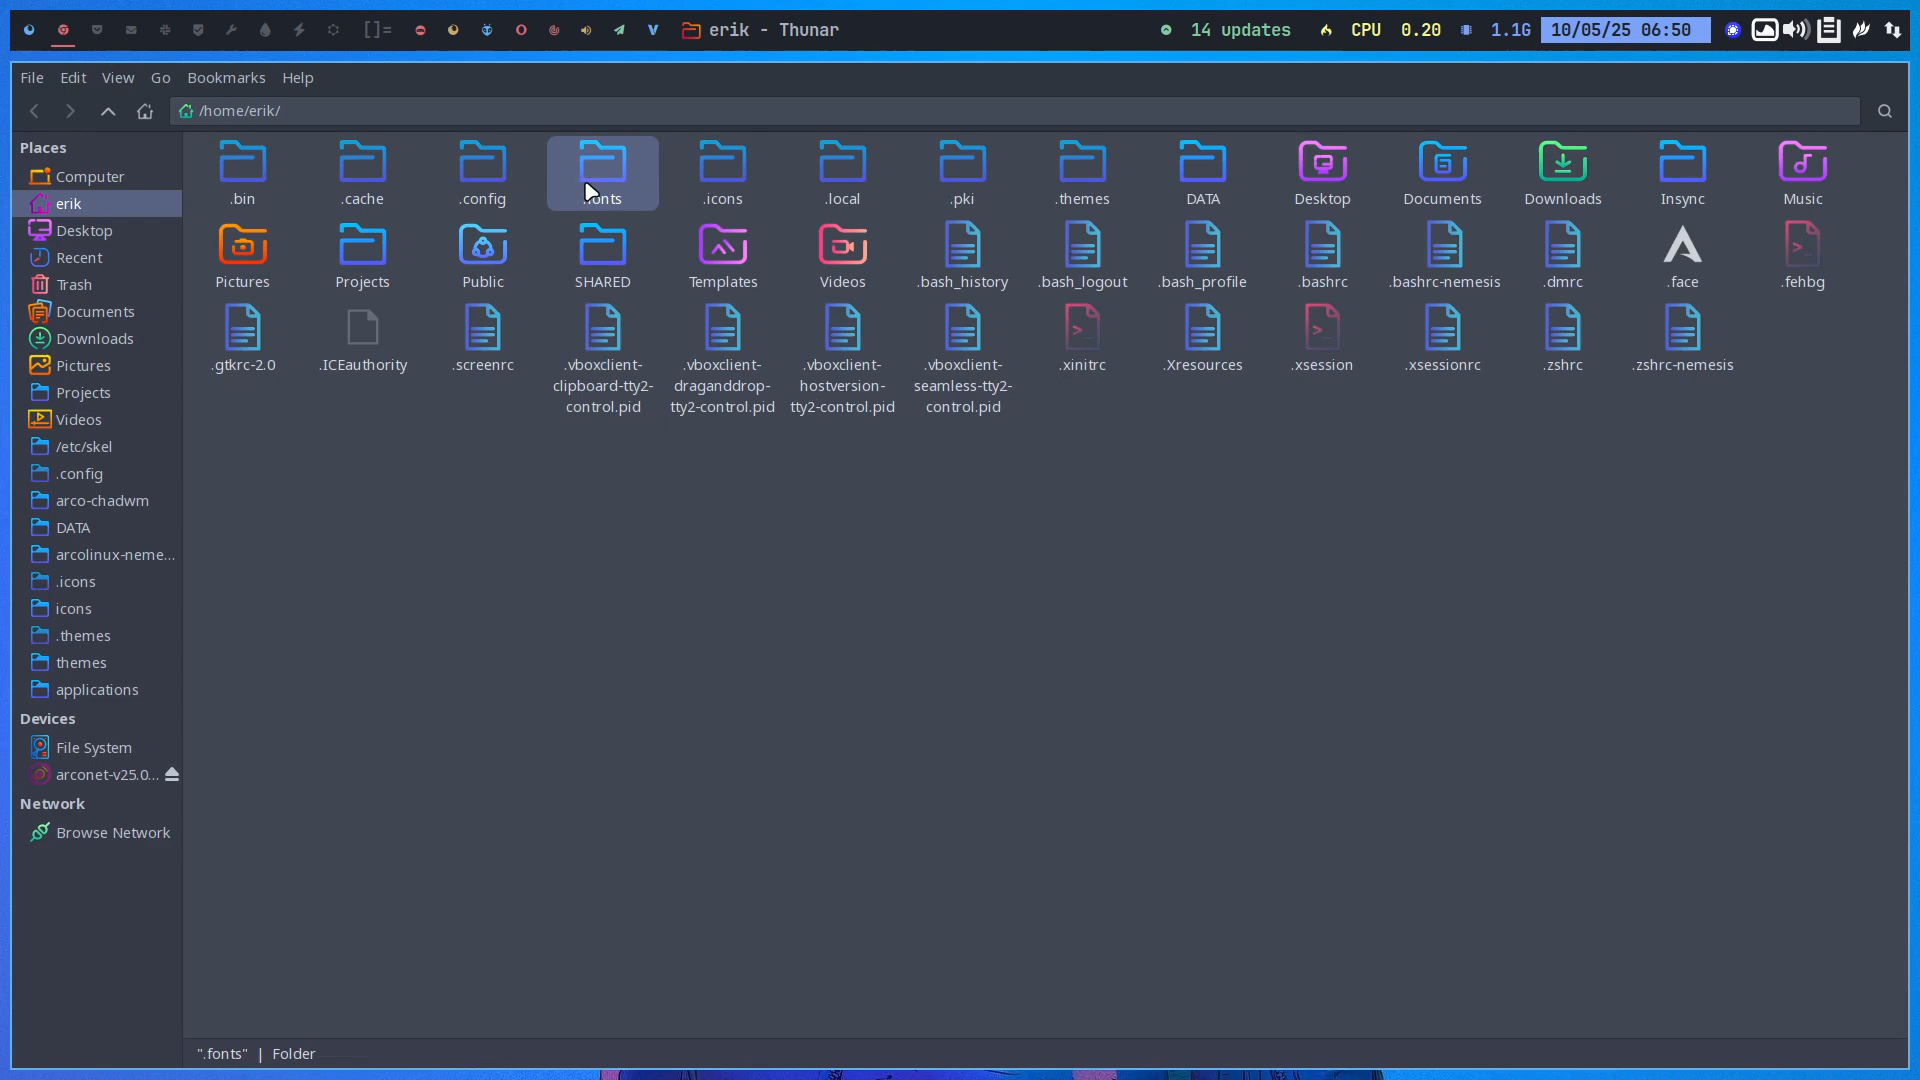 []=
erik - Thunar
14 updates
CPU 0.20
1.1G
10/05/25 06:50
File Edit View Go Bookmarks Help
/home/erik/
Places
Computer
erik
Desktop
Recent
Trash
Documents
Downloads
Pictures
Projects
Videos
/etc/skel
.config
arco-chadwm
DATA
arcolinux-neme...
.icons
icons
.themes
themes
applications
Devices
File System
arconet-v25.0...
Network
Browse Network
.bin
.cache
.config
.fonts
.icons
.local
.pki
.themes
DATA
Desktop
Documents
Downloads
Insync
Music
Pictures
Projects
Public
SHARED
Templates
Videos
.bash_history
.bash_logout
.bash_profile
.bashrc
.bashrc-nemesis
.dmrc
.face
.fehbg
.gtkrc-2.0
.ICEauthority
.screenrc
.vboxclient-
clipboard-tty2-
control.pid
.vboxclient-
draganddrop-
tty2-control.pid
.vboxclient-
hostversion-
tty2-control.pid
.vboxclient-
seamless-tty2-
control.pid
.xinitrc
.Xresources
.xsession
.xsessionrc
.zshrc
.zshrc-nemesis
".fonts" | Folder